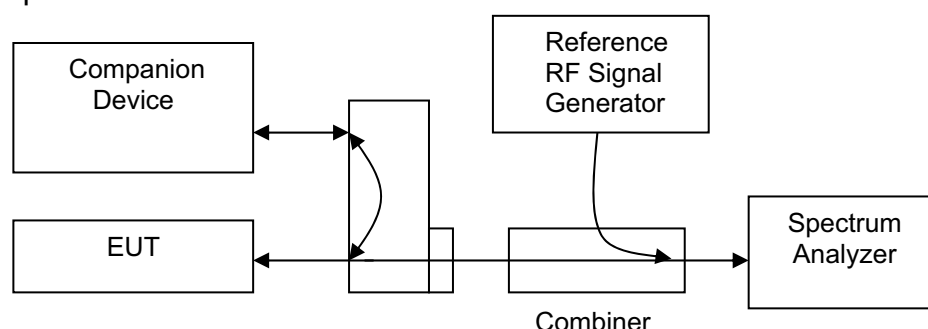 Companion
Device
Reference
RF Signal
Generator
EUT
Spectrum
Analyzer
Combiner